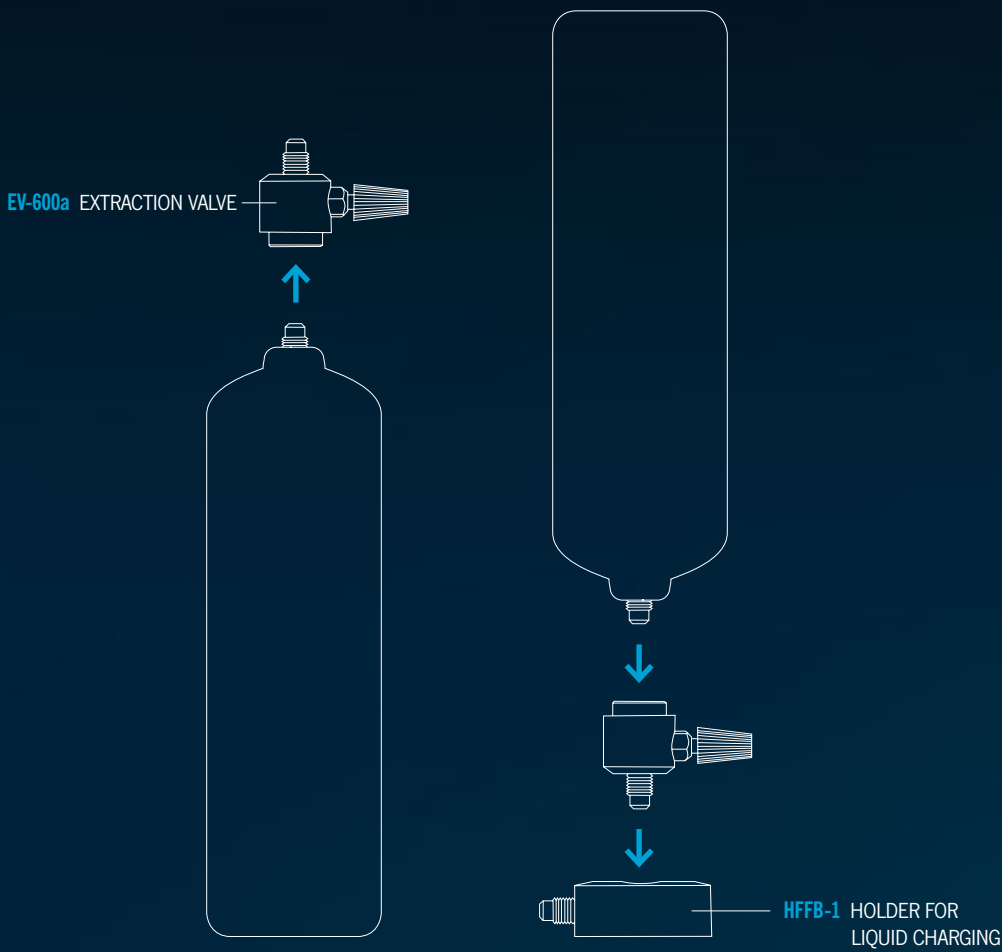 EV-600a EXTRACTION VALVE
HFFB-1 HOLDER FOR
LIQUID CHARGING